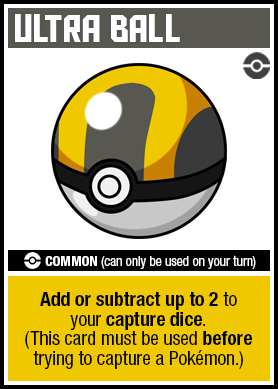 ULTRA BALL
COMMON (can only be used on your turn)
Add or subtract up to 2 to
your capture dice.
(This card must be used before
trying to capture a Pokémon.)